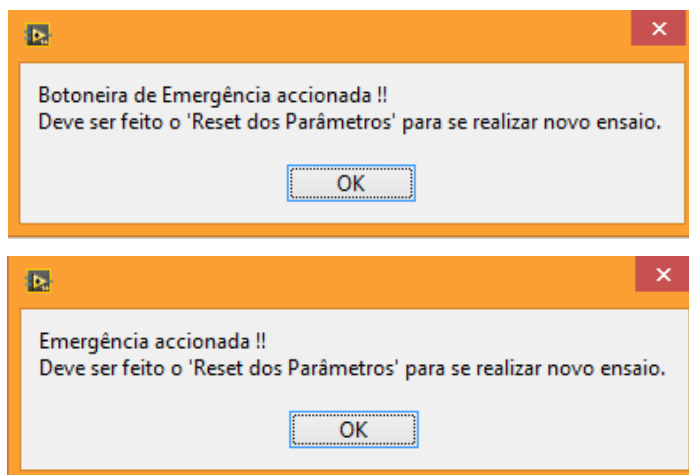 Botoneira de Emergência accionada !!
Deve ser feito o 'Reset dos Parâmetros' para se realizar novo ensaio.
OK
Emergência accionada !!
Deve ser feito o 'Reset dos Parâmetros' para se realizar novo ensaio.
OK